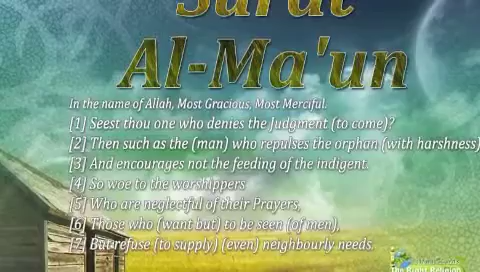 Surat
Al-Ma'un
In the name of Allah, Most Gracious, Most Merciful.
[1] Seest thou one who denies the Judgment (to come)?
[2] Then such as the (man) who repulses the orphan (with harshness)
[3] And encourages not the feeding of the indigent.
[4] So woe to the worshippers
[5] Who are neglectful of their Prayers,
[6] Those who (want but) to be seen (of men),
[7] But refuse (to supply) (even) neighbourly needs.
The Right Religion